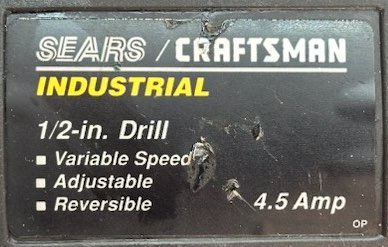 SEARS / CRAFTSMAN
INDUSTRIAL
1/2-in. Drill
■ Variable Speed
■ Adjustable
■ Reversible 4.5 Amp
OP